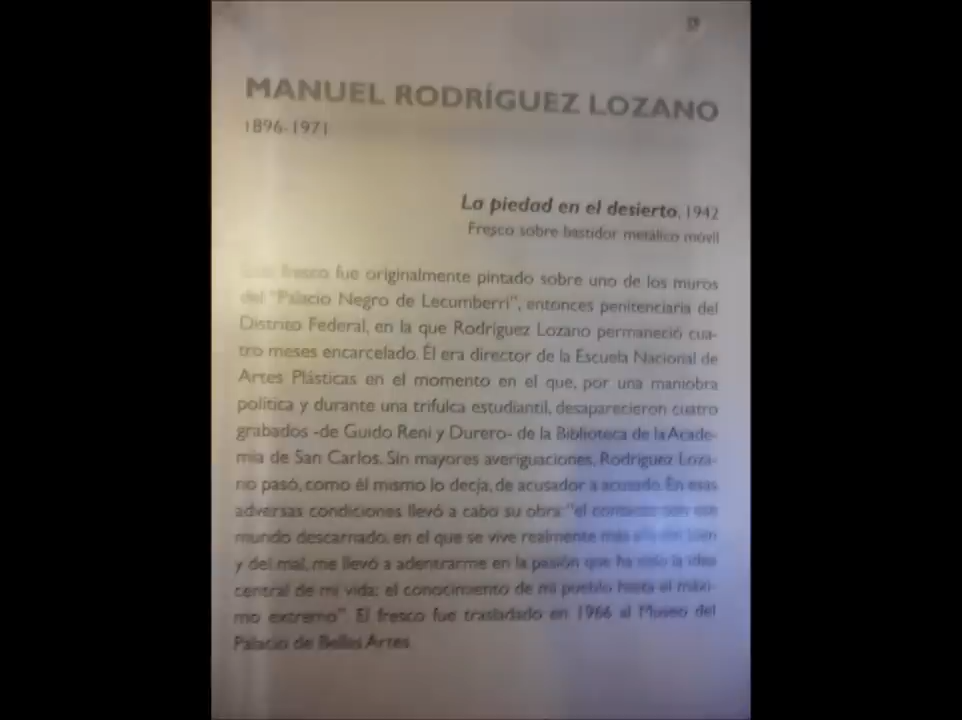 MANUEL RODRÍGUEZ LOZANO
1896-1971
La piedad en el desierto, 1942
Fresco sobre bastidor metálico móvil
fresco fue originalmente pintado sobre uno de los muros
del "Palacio Negro de Lecumberri", entonces penitenciaria del
Distrito Federal, en la que Rodríguez Lozano permaneció cua-
tro meses encarcelado. Él era director de la Escuela Nacional de
Artes Plásticas en el momento en el que, por una maniobra
política y durante una trifulca estudiantil, desaparecieron cuatro
grabados -de Guido Reni y Durero- de la Biblioteca de la Acade-
mia de San Carlos. Sin mayores averiguaciones, Rodríguez Loza-
no pasó, como él mismo lo decía, de acusador a acusado. En esas
adversas condiciones llevó a cabo su obra: "el contacto con ese
mundo descarnado, en el que se vive realmente más allá del bien
y del mal, me llevó a adentrarme en la pasión que ha sido la idea
central de mi vida: el conocimiento de mi pueblo hasta el máxi-
mo extremo". El fresco fue trasladado en 1966 al Museo del
Palacio de Bellas Artes.